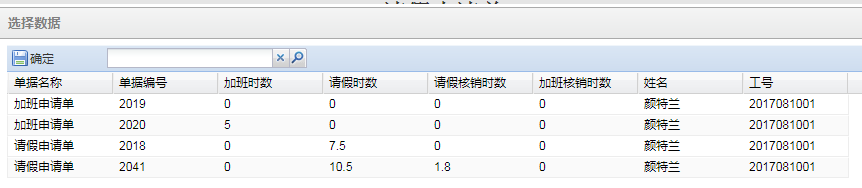 选择数据
确定
单据名称 单据编号 加班时数 请假时数 请假核销时数 加班核销时数 姓名 工号
加班申请单 2019 0 0 0 0 颜特兰 2017081001
加班申请单 2020 5 0 0 0 颜特兰 2017081001
请假申请单 2018 0 7.5 0 颜特兰 2017081001
请假申请单 2041 0 10.5 1.8 0 颜特兰 2017081001